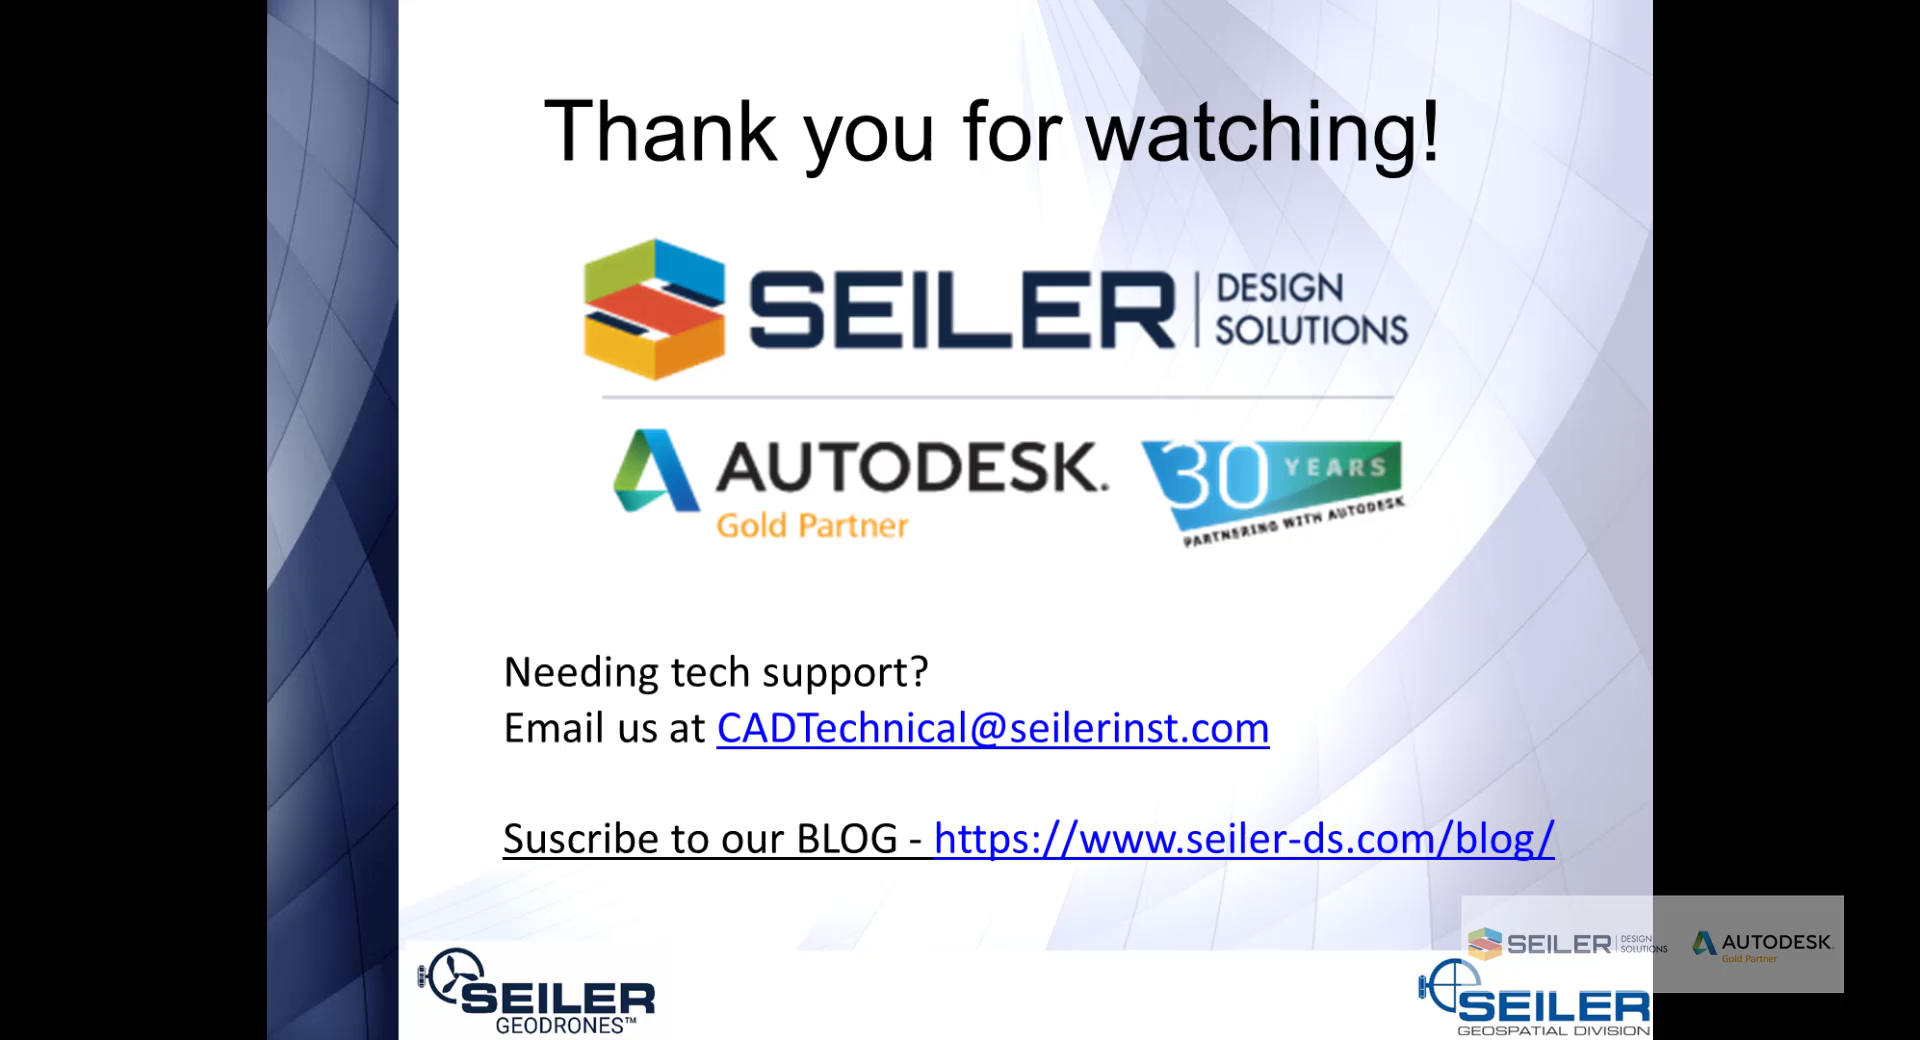 Thank you for watching!
SEILER DESIGN SOLUTIONS
AUTODESK.
Gold Partner
30 YEARS
PARTNERING WITH AUTODESK
Needing tech support?
Email us at CADTechnical@seilerinst.com
Suscribe to our BLOG - https://www.seiler-ds.com/blog/
SEILER DESIGN SOLUTIONS
AUTODESK.
Gold Partner
SEILER
GEODRONES™
SEILER
GEOSPATIAL DIVISION